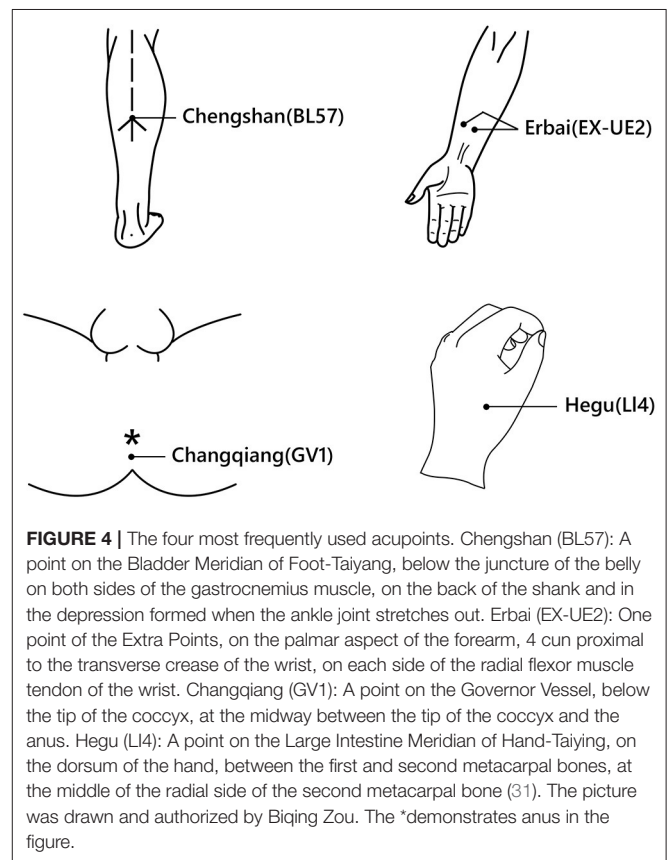 Chengshan(BL57)
Erbai(EX-UE2)
*
Changqiang(GV1)
Hegu(LI4)
FIGURE 4 | The four most frequently used acupoints. Chengshan (BL57): A
point on the Bladder Meridian of Foot-Taiyang, below the juncture of the belly
on both sides of the gastrocnemius muscle, on the back of the shank and in
the depression formed when the ankle joint stretches out. Erbai (EX-UE2): One
point of the Extra Points, on the palmar aspect of the forearm, 4 cun proximal
to the transverse crease of the wrist, on each side of the radial flexor muscle
tendon of the wrist. Changqiang (GV1): A point on the Governor Vessel, below
the tip of the coccyx, at the midway between the tip of the coccyx and the
anus. Hegu (LI4): A point on the Large Intestine Meridian of Hand-Taiying, on
the dorsum of the hand, between the first and second metacarpal bones, at
the middle of the radial side of the second metacarpal bone (31). The picture
was drawn and authorized by Biqing Zou. The *demonstrates anus in the
figure.